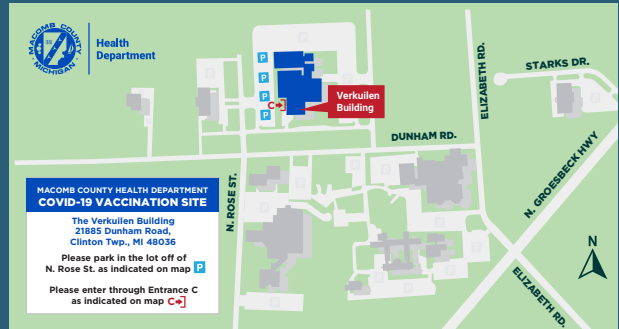 MACOMB COUNTY
MICHIGAN
Health
Department
P
P
P
C
P
Verkuilen
Building
DUNHAM RD.
ELIZABETH RD.
STARKS DR.
N. GROESBECK HWY
N. ROSE ST.
ELIZABETH RD.
N
MACOMB COUNTY HEALTH DEPARTMENT
COVID-19 VACCINATION SITE
The Verkuilen Building
21885 Dunham Road,
Clinton Twp., MI 48036
Please park in the lot off of
N. Rose St. as indicated on map P
Please enter through Entrance C
as indicated on map C